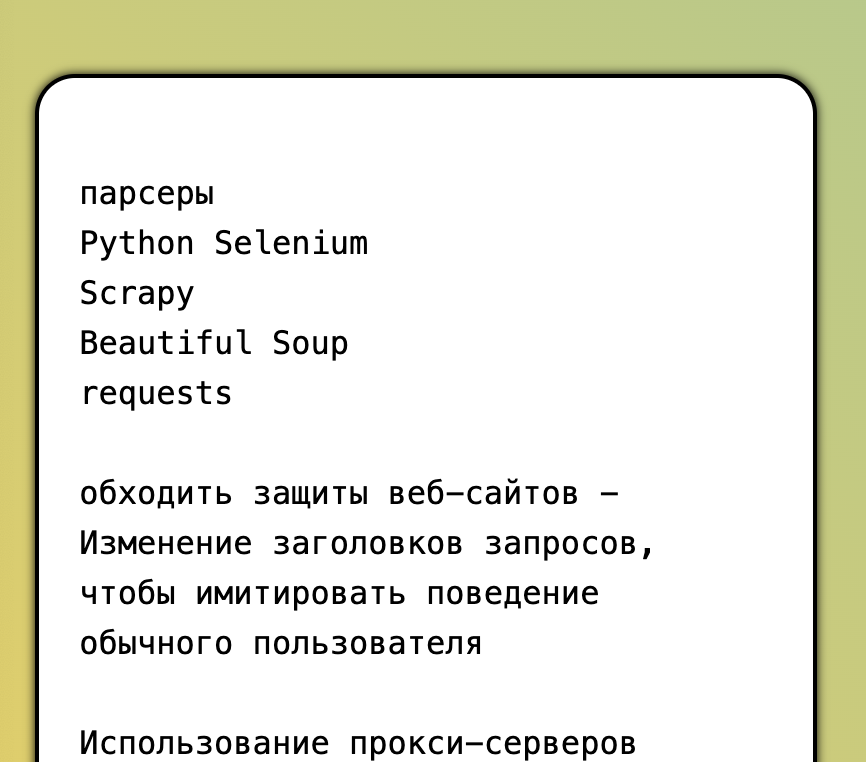 парсеры
Python Selenium
Scrapy
Beautiful Soup
requests
обходить защиты веб-сайтов -
Изменение заголовков запросов,
чтобы имитировать поведение
обычного пользователя
Использование прокси-серверов